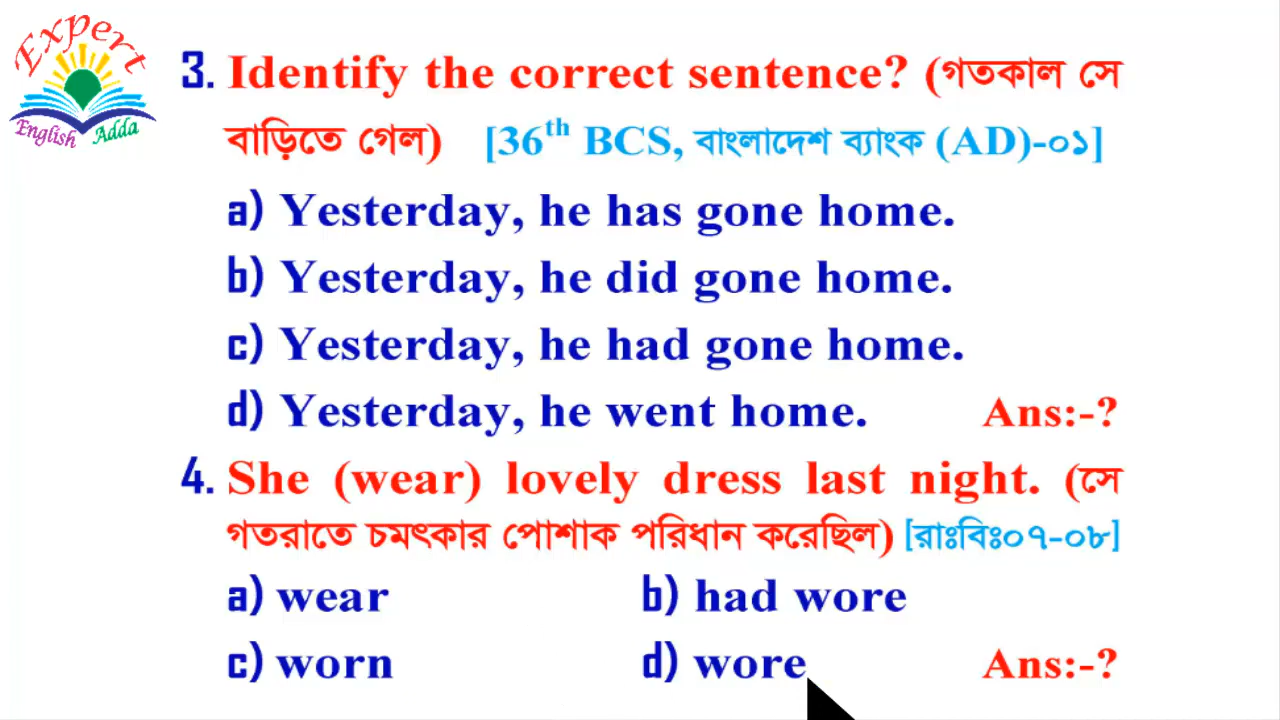 Expert
English Adda
3. Identify the correct sentence? (গতকাল সে
বাড়িতে গেল) [36th BCS, বাংলাদেশ ব্যাংক (AD)-০১]
a) Yesterday, he has gone home.
b) Yesterday, he did gone home.
c) Yesterday, he had gone home.
d) Yesterday, he went home. Ans:-?
4. She (wear) lovely dress last night. (সে
গতরাতে চমৎকার পোশাক পরিধান করেছিল) [রাঃবিঃ০৭-০৮]
a) wear b) had wore
c) worn d) wore Ans:-?